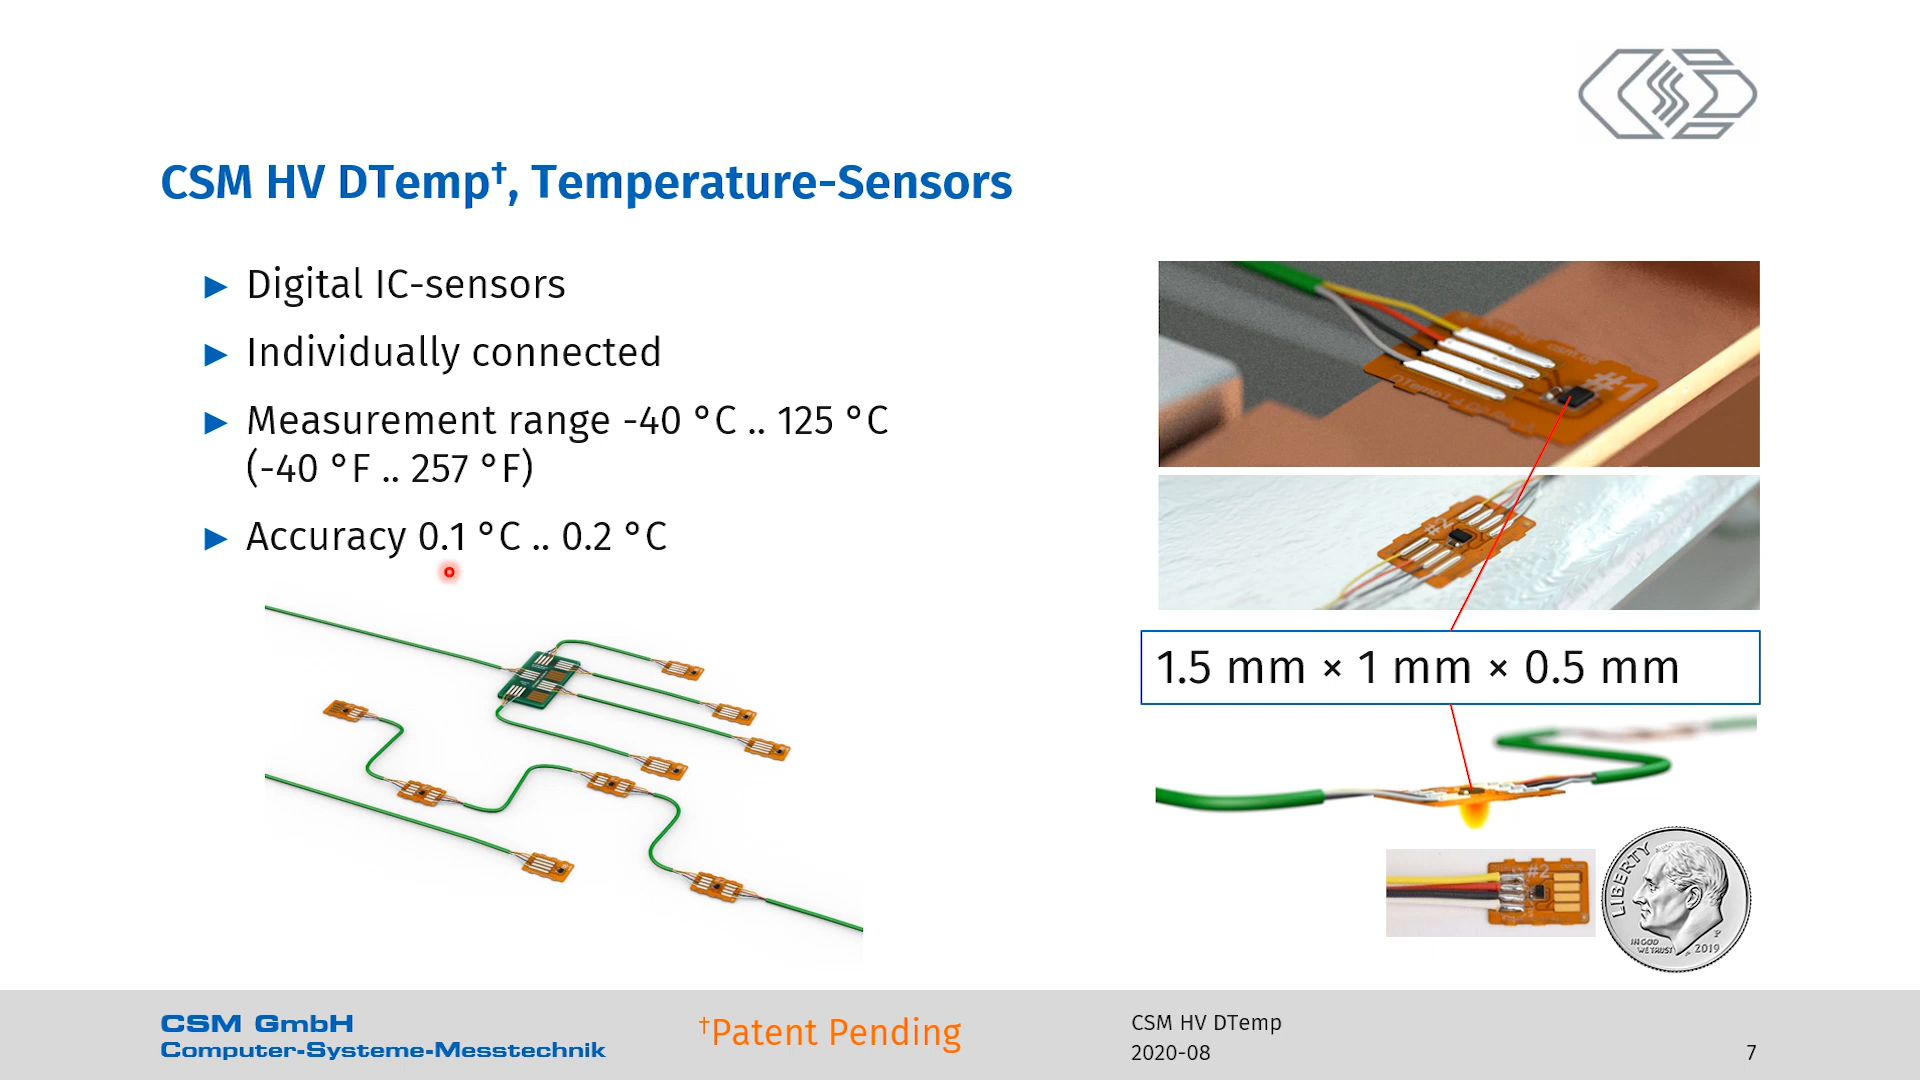 CSM HV DTemp†, Temperature-Sensors
► Digital IC-sensors
► Individually connected
► Measurement range -40 °C .. 125 °C
(-40 °F .. 257 °F)
► Accuracy 0.1 °C .. 0.2 °C
#1
1.5 mm × 1 mm × 0.5 mm
#2
LIBERTY
IN GOD
WE TRUST
P
2019
CSM GmbH
Computer-Systeme-Messtechnik
†Patent Pending
CSM HV DTemp
2020-08
7